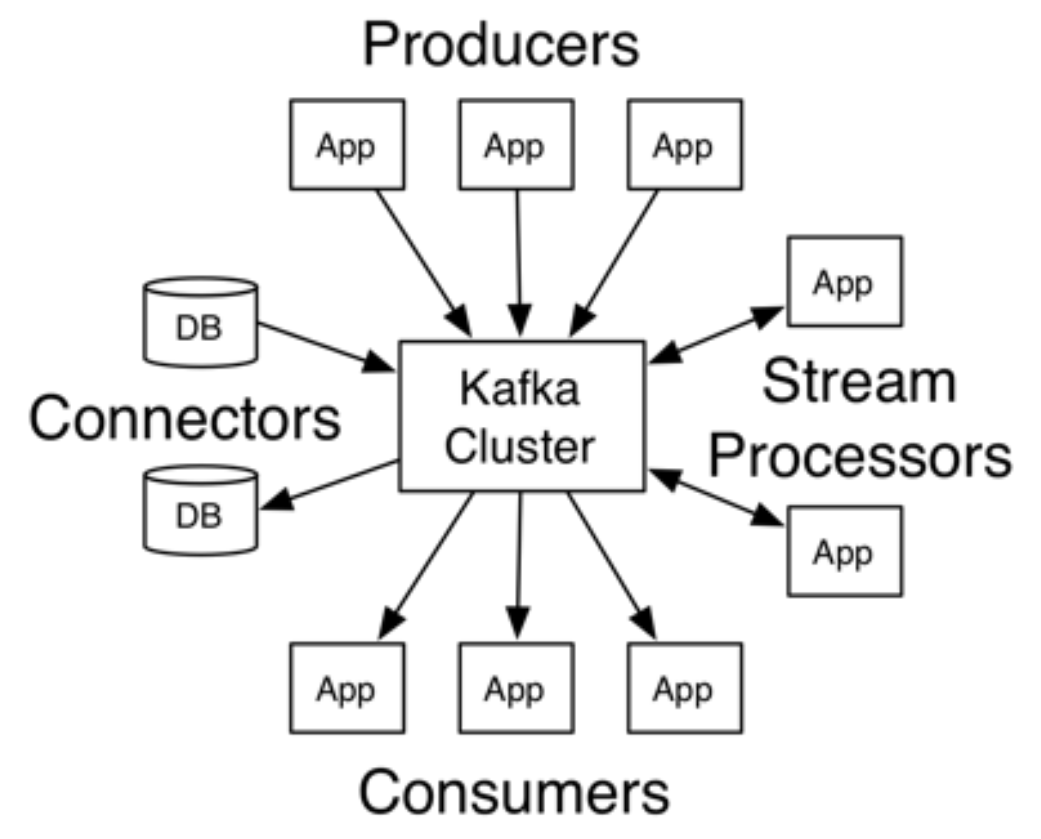 Producers
App
App
App
App
DB
Kafka
Cluster
Stream
Processors
Connectors
DB
App
App
App
App
Consumers